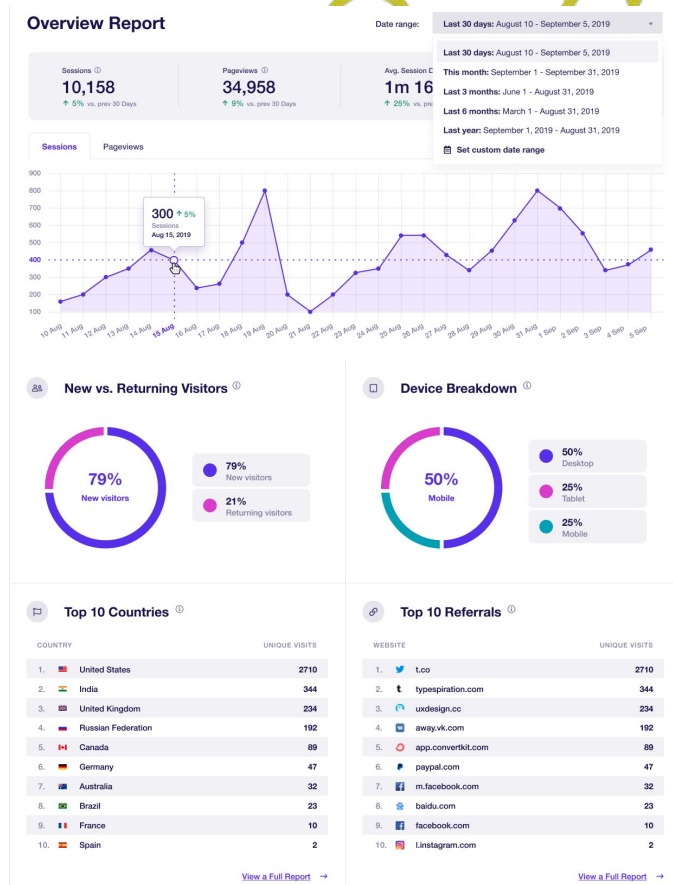 Overview Report
Date range: Last 30 days: August 10 - September 5, 2019
Last 30 days: August 10 - September 5, 2019
This month: September 1 - September 31, 2019
Last 3 months: June 1 - August 31, 2019
Last 6 months: March 1 - August 31, 2019
Last year: September 1, 2019 - August 31, 2019
Set custom date range
Sessions
10,158
↑ 5% vs. prev 30 Days
Pageviews
34,958
↑ 9% vs. prev 30 Days
Avg. Session D
1m 16
↑ 25% vs. pre
Sessions Pageviews
900
800
700
600
500
400
300
200
100
300 ↑ 5%
Sessions
Aug 15, 2019
10 Aug 11 Aug 12 Aug 13 Aug 14 Aug 15 Aug 16 Aug 17 Aug 18 Aug 19 Aug 20 Aug 21 Aug 22 Aug 23 Aug 24 Aug 25 Aug 26 Aug 27 Aug 28 Aug 29 Aug 30 Aug 31 Aug 1 Sep 2 Sep 3 Sep 4 Sep 5 Sep
New vs. Returning Visitors
79%
New visitors
79%
New visitors
21%
Returning visitors
Device Breakdown
50%
Mobile
50%
Desktop
25%
Tablet
25%
Mobile
Top 10 Countries
COUNTRY UNIQUE VISITS
1. United States 2710
2. India 344
3. United Kingdom 234
4. Russian Federation 192
5. Canada 89
6. Germany 47
7. Australia 32
8. Brazil 23
9. France 10
10. Spain 2
View a Full Report →
Top 10 Referrals
WEBSITE UNIQUE VISITS
1. t.co 2710
2. typespiration.com 344
3. uxdesign.cc 234
4. away.vk.com 192
5. app.convertkit.com 89
6. paypal.com 47
7. m.facebook.com 32
8. baidu.com 23
9. facebook.com 10
10. l.instagram.com 2
View a Full Report →